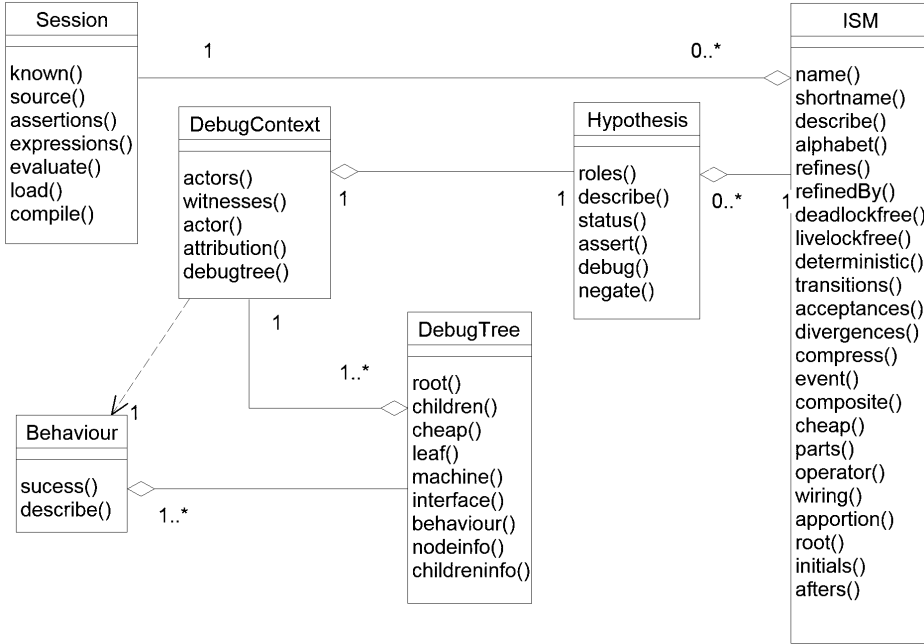 Session
known()
source()
assertions()
expressions()
evaluate()
load()
compile()
1
0..*
ISM
name()
shortname()
describe()
alphabet()
refines()
refinedBy()
deadlockfree()
livelockfree()
deterministic()
transitions()
acceptances()
divergences()
compress()
event()
composite()
cheap()
parts()
operator()
wiring()
apportion()
root()
initials()
afters()
DebugContext
actors()
witnesses()
actor()
attribution()
debugtree()
1
1
Hypothesis
roles()
describe()
status()
assert()
debug()
negate()
0..*
1
1
1..*
DebugTree
root()
children()
cheap()
leaf()
machine()
interface()
behaviour()
nodeinfo()
childreninfo()
1
Behaviour
sucess()
describe()
1..*